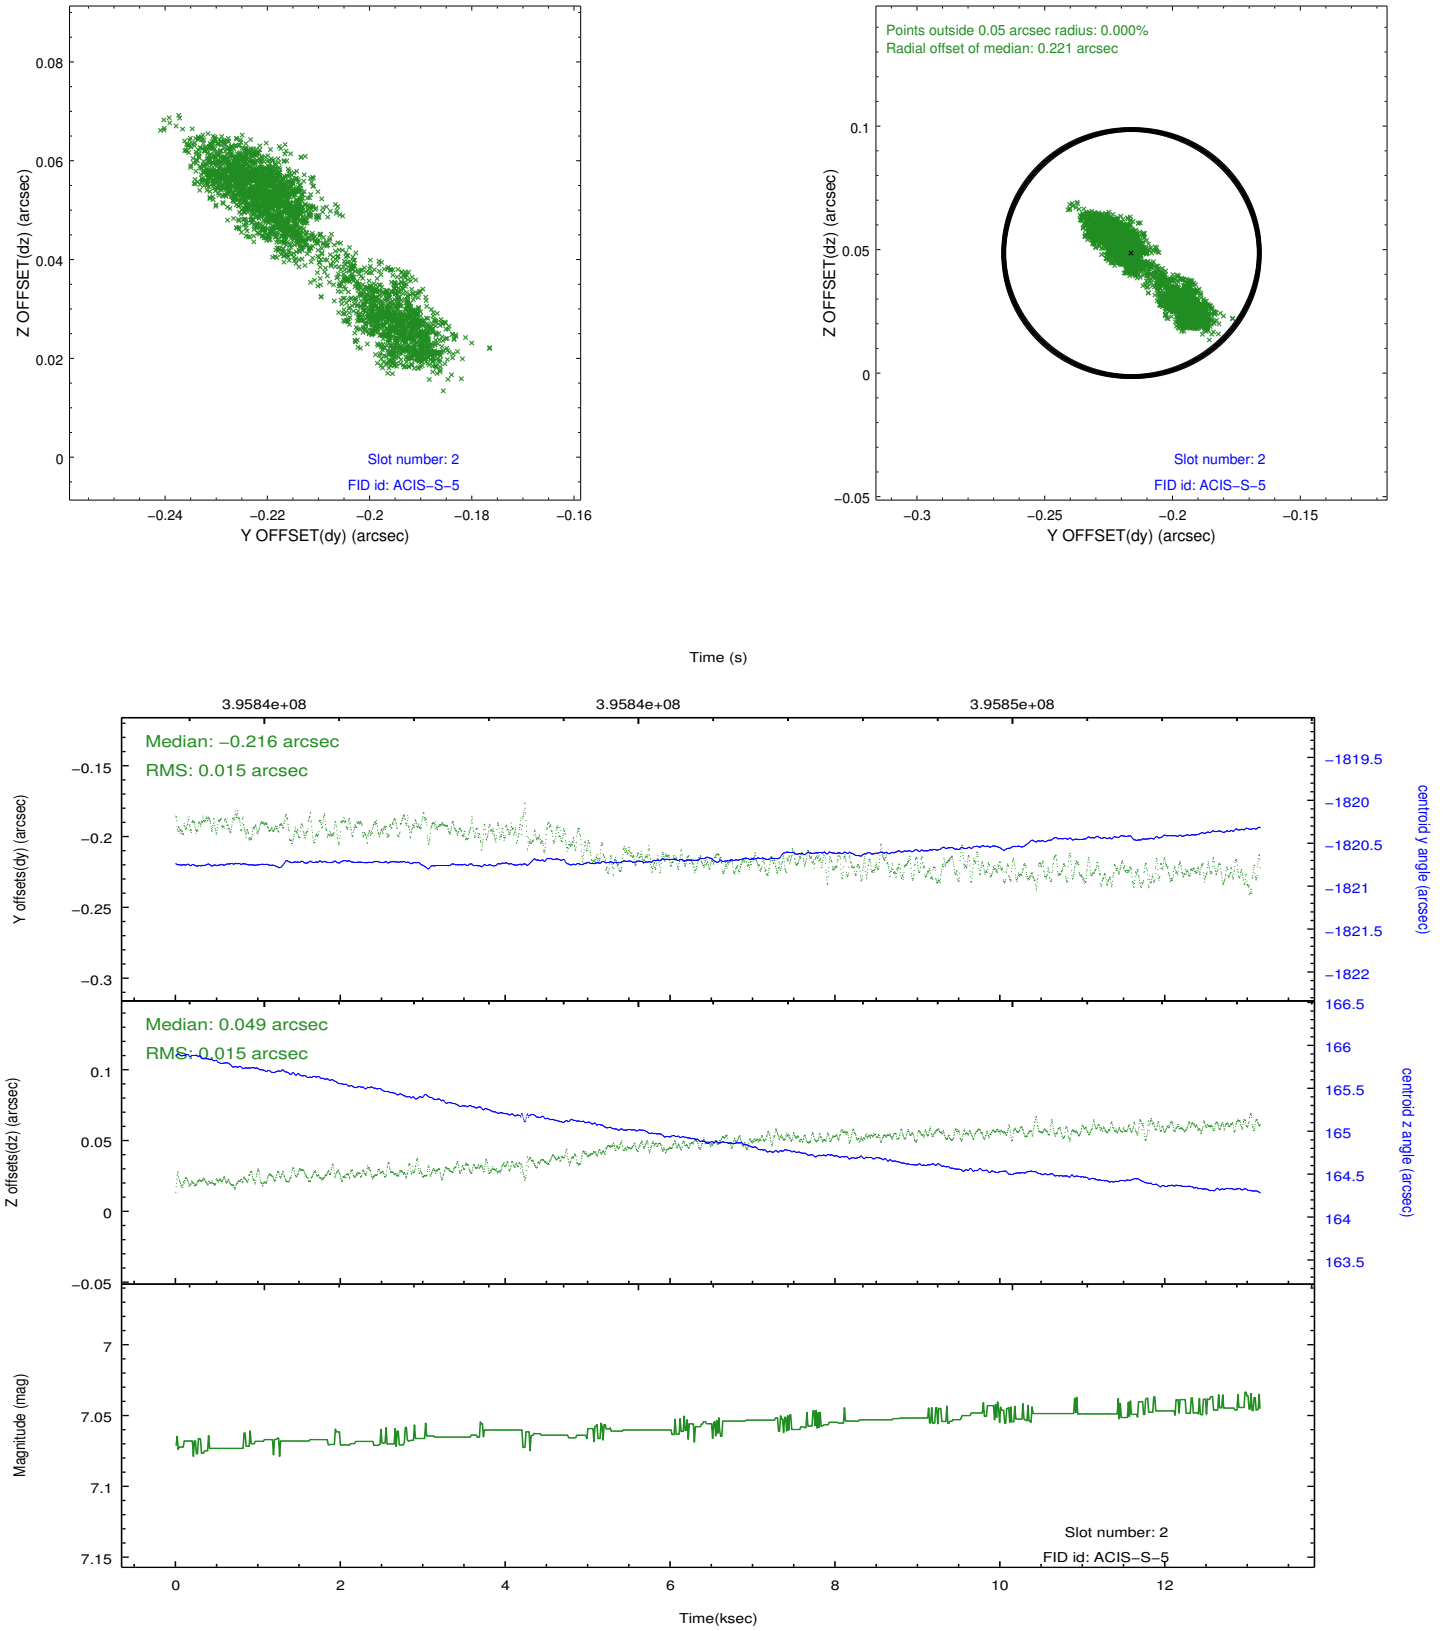 0.08
0.06
0.04
0.02
0
Z OFFSET(dz) (arcsec)
Slot number: 2
FID id: ACIS−S−5
−0.24 −0.22 −0.2 −0.18 −0.16
Y OFFSET(dy) (arcsec)
Points outside 0.05 arcsec radius: 0.000%
Radial offset of median: 0.221 arcsec
0.1
0.05
0
−0.05
Z OFFSET(dz) (arcsec)
Slot number: 2
FID id: ACIS−S−5
−0.3 −0.25 −0.2 −0.15
Y OFFSET(dy) (arcsec)
Time (s)
3.9584e+08 3.9584e+08 3.9585e+08
Median: −0.216 arcsec
RMS: 0.015 arcsec
−0.15
−0.2
−0.25
−0.3
Y offsets(dy) (arcsec)
−1819.5
−1820
−1820.5
−1821
−1821.5
−1822
centroid y angle (arcsec)
Median: 0.049 arcsec
RMS: 0.015 arcsec
0.1
0.05
0
−0.05
Z offsets(dz) (arcsec)
166.5
166
165.5
165
164.5
164
163.5
centroid z angle (arcsec)
7
7.05
7.1
7.15
Magnitude (mag)
Slot number: 2
FID id: ACIS−S−5
0 2 4 6 8 10 12
Time(ksec)